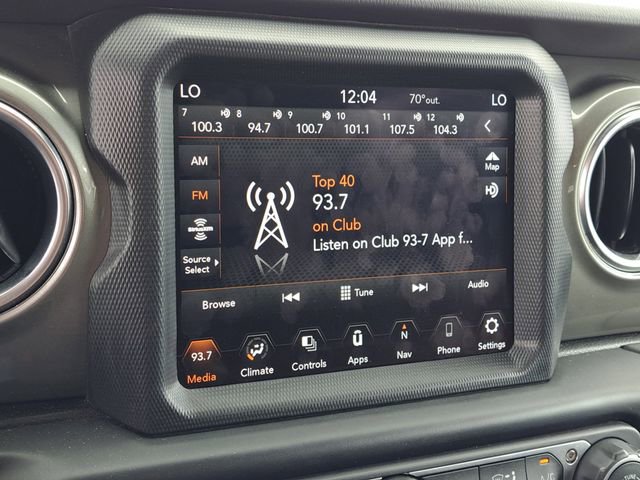 LO 12:04 70°out. LO
7 8 9 10 11 12
100.3 94.7 100.7 101.1 107.5 104.3
AM
FM
SiriusXM
Source
Select
Top 40
93.7
on Club
Listen on Club 93-7 App f...
Map
Browse Tune Audio
93.7 N
Media Climate Controls Apps Nav Phone Settings
A/C
TUNE